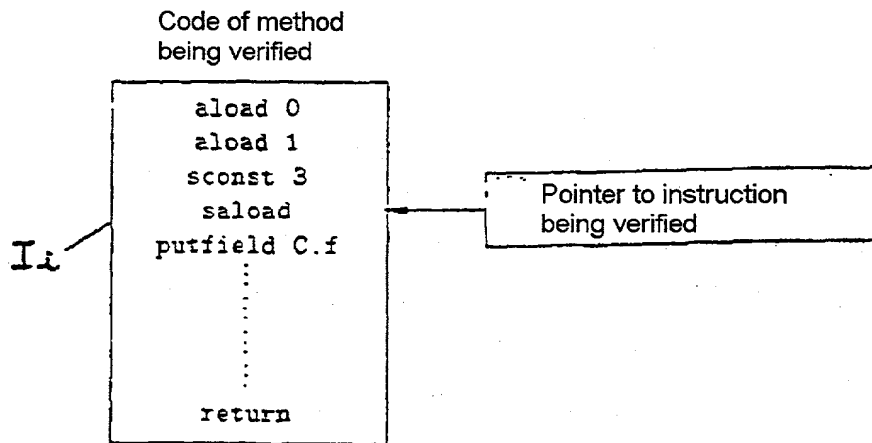 Code of method
being verified
aload 0
aload 1
sconst 3
saload
putfield C.f
return
I i
Pointer to instruction
being verified